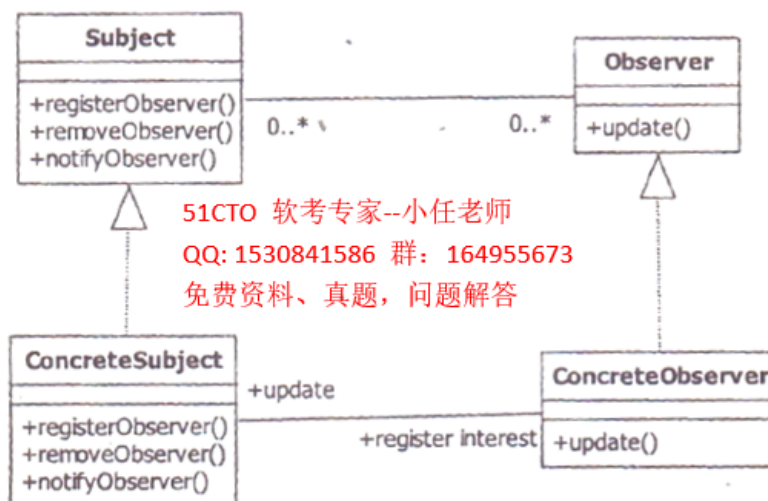 Subject
+registerObserver()
+removeObserver()
+notifyObserver()
0..*
0..*
Observer
+update()
51CTO 软考专家--小任老师
QQ: 1530841586 群：164955673
免费资料、真题，问题解答
ConcreteSubject
+registerObserver()
+removeObserver()
+notifyObserver()
+update
+register interest
ConcreteObserver
+update()